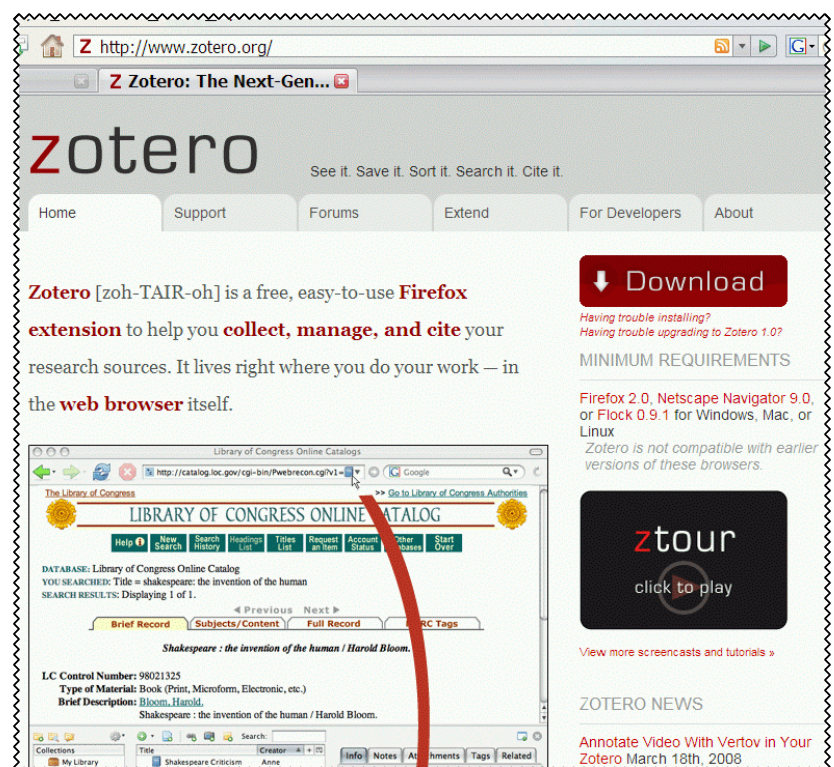 http://www.zotero.org/
Z Zotero: The Next-Gen...
zotero
See it. Save it. Sort it. Search it. Cite it.
Home Support Forums Extend For Developers About
Zotero [zoh-TAIR-oh] is a free, easy-to-use Firefox
extension to help you collect, manage, and cite your
research sources. It lives right where you do your work — in
the web browser itself.
Library of Congress Online Catalogs
http://catalog.loc.gov/cgi-bin/Pwebrecon.cgi?v1=
Google
The Library of Congress >> Go to Library of Congress Authorities
LIBRARY OF CONGRESS ONLINE CATALOG
Help New Search Search History Headings List Titles List Request an Item Account Status Other Databases Start Over
DATABASE: Library of Congress Online Catalog
YOU SEARCHED: Title = shakespeare: the invention of the human
SEARCH RESULTS: Displaying 1 of 1.
Previous Next
Brief Record Subjects/Content Full Record RC Tags
Shakespeare : the invention of the human / Harold Bloom.
LC Control Number: 98021325
Type of Material: Book (Print, Microform, Electronic, etc.)
Brief Description: Bloom, Harold.
Shakespeare : the invention of the human / Harold Bloom.
Search:
Collections Title Creator Info Notes Attachments Tags Related
My Library Shakespeare Criticism Anne
Download
Having trouble installing?
Having trouble upgrading to Zotero 1.0?
MINIMUM REQUIREMENTS
Firefox 2.0, Netscape Navigator 9.0,
or Flock 0.9.1 for Windows, Mac, or
Linux
Zotero is not compatible with earlier
versions of these browsers.
ztour
click to play
View more screencasts and tutorials »
ZOTERO NEWS
Annotate Video With Vertov in Your
Zotero March 18th, 2008